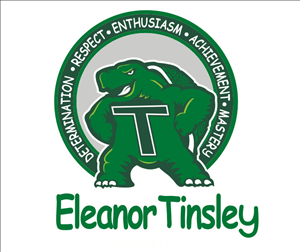 DETERMINATION • RESPECT • ENTHUSIASM • ACHIEVEMENT • MASTERY
T
Eleanor Tinsley